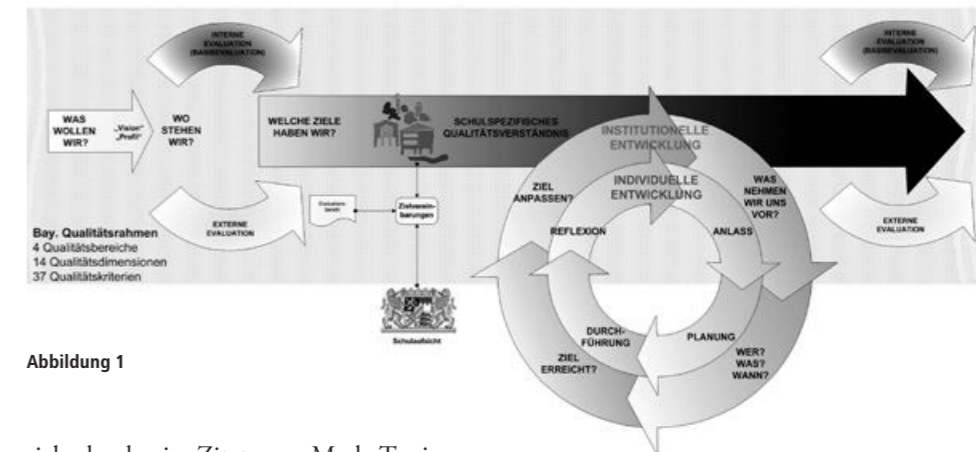 INTERNE
EVALUATION
(BASISEVALUATION)
INTERNE
EVALUATION
(BASISEVALUATION)
WAS
WOLLEN
WIR?
„Vision“
„Profil“
WO
STEHEN
WIR?
WELCHE ZIELE
HABEN WIR?
SCHULSPEZIFISCHES
QUALITÄTSVERSTÄNDNIS
INSTITUTIONELLE
ENTWICKLUNG
INDIVIDUELLE
ENTWICKLUNG
ZIEL
ANPASSEN?
WAS
NEHMEN
WIR UNS
VOR?
REFLEXION
ANLASS
EXTERNE
EVALUATION
Evaluations-
bericht
Zielverein-
barungen
EXTERNE
EVALUATION
Bay. Qualitätsrahmen
4 Qualitätsbereiche
14 Qualitätsdimensionen
37 Qualitätskriterien
Schulaufsicht
DURCH-
FÜHRUNG
PLANUNG
ZIEL
ERREICHT?
WER?
WAS?
WANN?
Abbildung 1